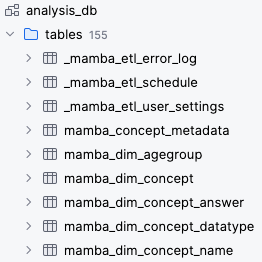 analysis_db
tables 155
_mamba_etl_error_log
_mamba_etl_schedule
_mamba_etl_user_settings
mamba_concept_metadata
mamba_dim_agegroup
mamba_dim_concept
mamba_dim_concept_answer
mamba_dim_concept_datatype
mamba_dim_concept_name